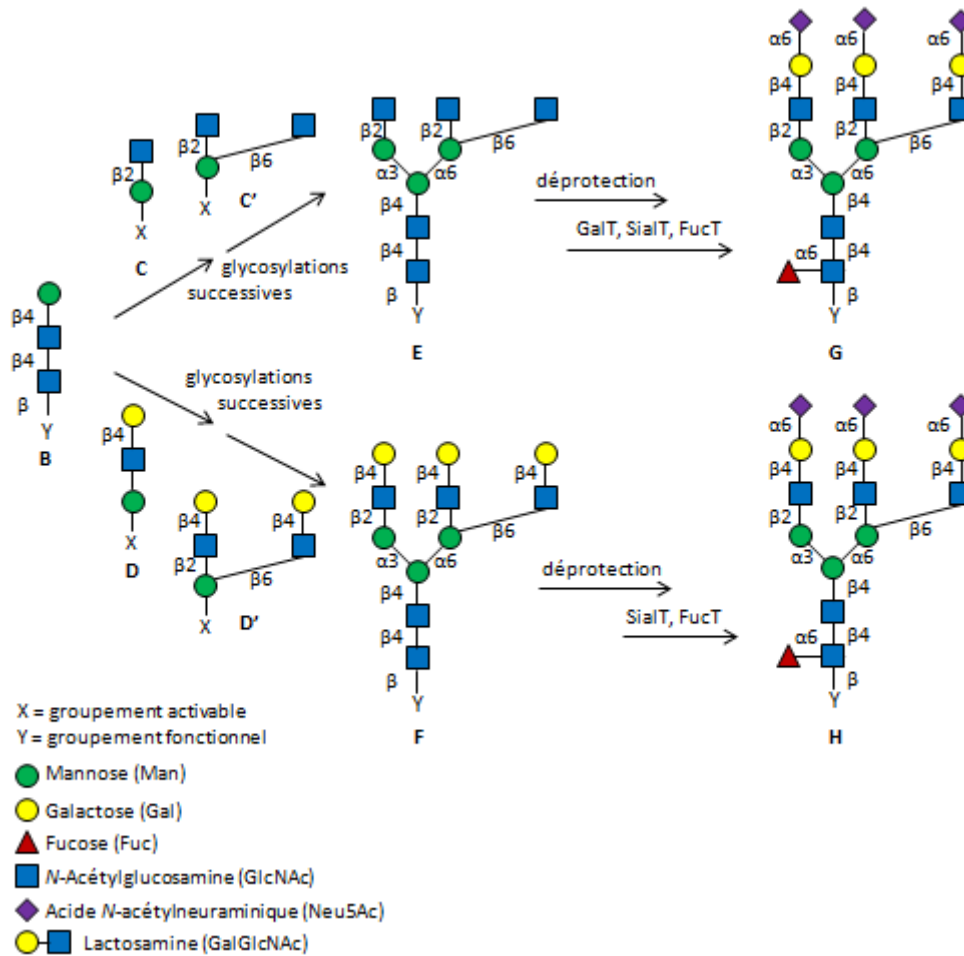 α6 α6 α6
β4 β4 β4
β2 β2 β6
α3 α6
β4
β4
α6
β
Y
G
β2
X
C
β2 β6
X
C'
β2 β2 β6
α3 α6
β4
β4
β
Y
E
déprotection
GalT, SialT, FucT
glycosylations
successives
β4
β4
β
Y
B
glycosylations
successives
β4
X
D
β4 β4
β2 β6
X
D'
β4 β4 β4
β2 β2 β6
α3 α6
β4
β4
β
Y
F
déprotection
SialT, FucT
α6 α6 α6
β4 β4 β4
β2 β2 β6
α3 α6
β4
β4
α6
β
Y
H
X = groupement activable
Y = groupement fonctionnel
Mannose (Man)
Galactose (Gal)
Fucose (Fuc)
N-Acétylglucosamine (GlcNAc)
Acide N-acétylneuraminique (Neu5Ac)
Lactosamine (GalGlcNAc)